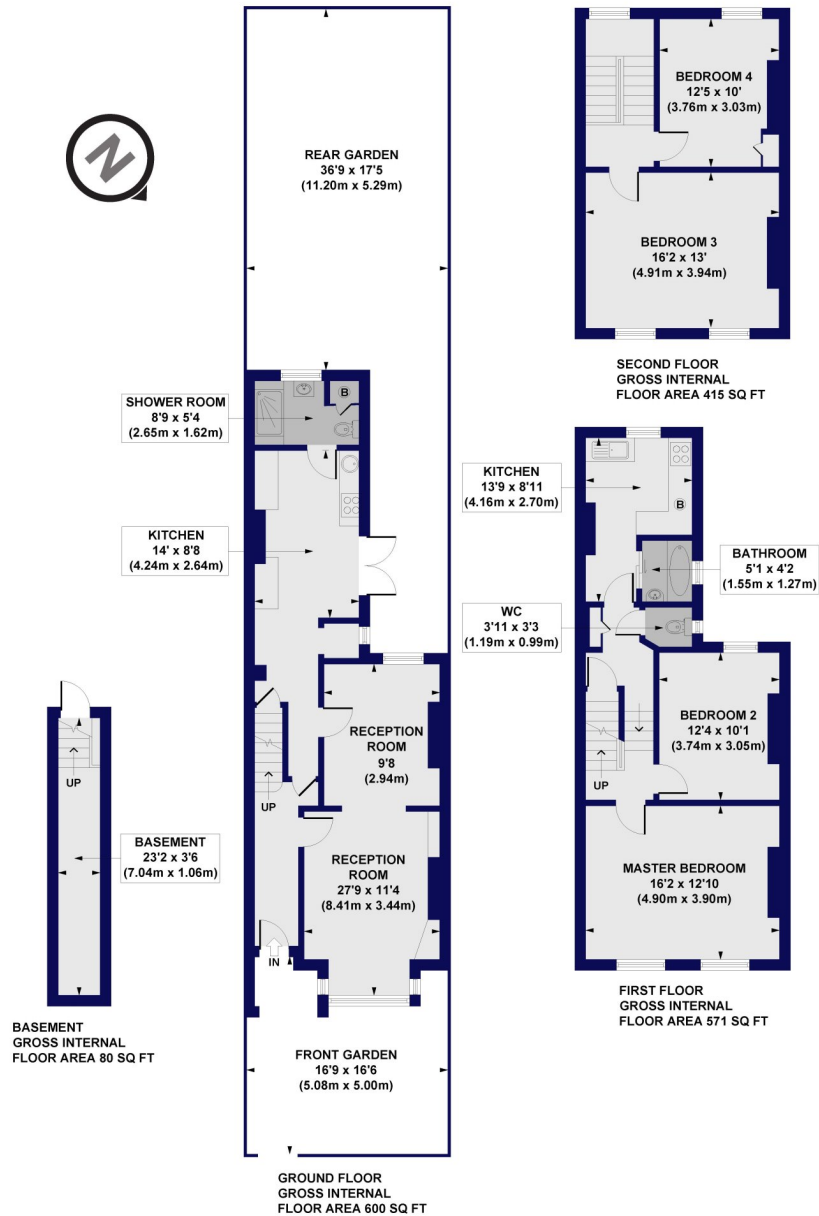 N
REAR GARDEN
36'9 x 17'5
(11.20m x 5.29m)
SHOWER ROOM
8'9 x 5'4
(2.65m x 1.62m)
B
KITCHEN
14' x 8'8
(4.24m x 2.64m)
RECEPTION
ROOM
9'8
(2.94m)
UP
RECEPTION
ROOM
27'9 x 11'4
(8.41m x 3.44m)
IN
FRONT GARDEN
16'9 x 16'6
(5.08m x 5.00m)
GROUND FLOOR
GROSS INTERNAL
FLOOR AREA 600 SQ FT
UP
BASEMENT
23'2 x 3'6
(7.04m x 1.06m)
BASEMENT
GROSS INTERNAL
FLOOR AREA 80 SQ FT
BEDROOM 4
12'5 x 10'
(3.76m x 3.03m)
BEDROOM 3
16'2 x 13'
(4.91m x 3.94m)
SECOND FLOOR
GROSS INTERNAL
FLOOR AREA 415 SQ FT
KITCHEN
13'9 x 8'11
(4.16m x 2.70m)
B
BATHROOM
5'1 x 4'2
(1.55m x 1.27m)
WC
3'11 x 3'3
(1.19m x 0.99m)
BEDROOM 2
12'4 x 10'1
(3.74m x 3.05m)
UP
MASTER BEDROOM
16'2 x 12'10
(4.90m x 3.90m)
FIRST FLOOR
GROSS INTERNAL
FLOOR AREA 571 SQ FT